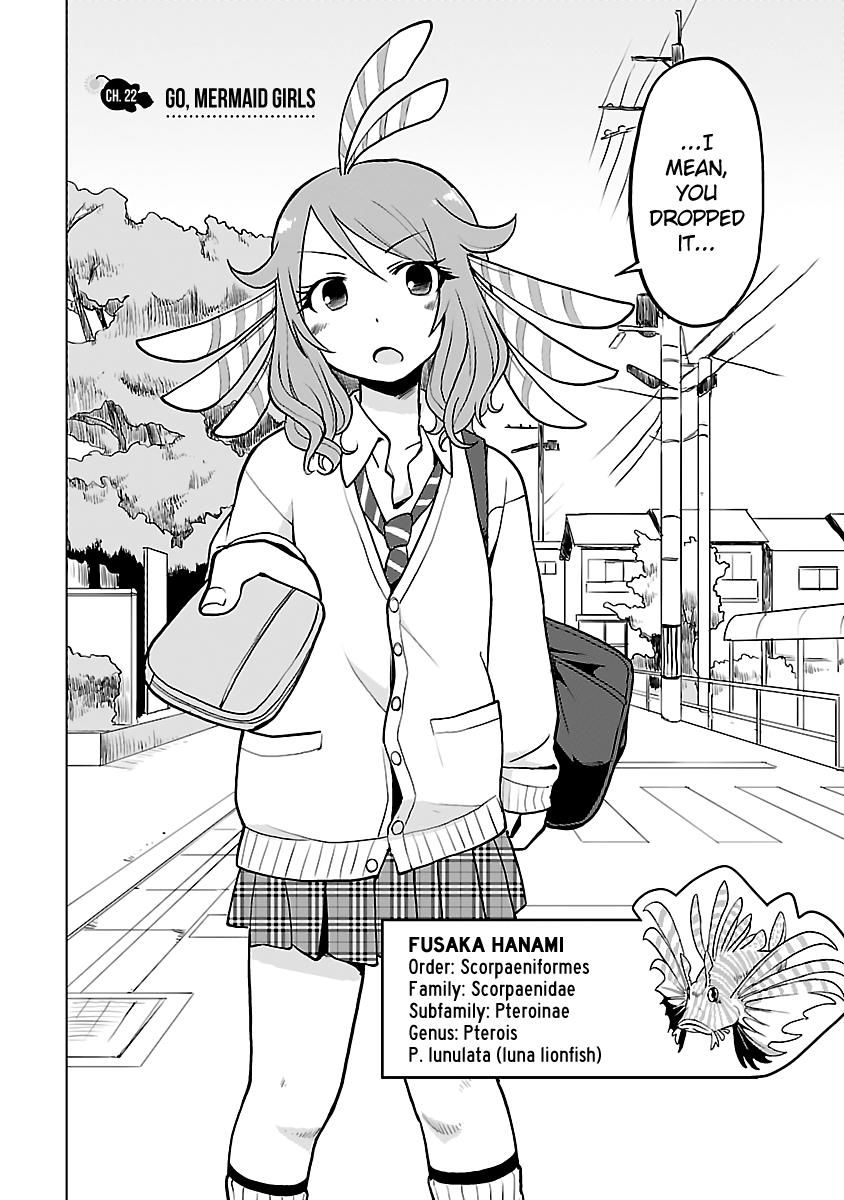 CH. 22
GO, MERMAID GIRLS
...I
MEAN,
YOU
DROPPED
IT...
FUSAKA HANAMI
Order: Scorpaeniformes
Family: Scorpaenidae
Subfamily: Pteroinae
Genus: Pterois
P. lunulata (luna lionfish)